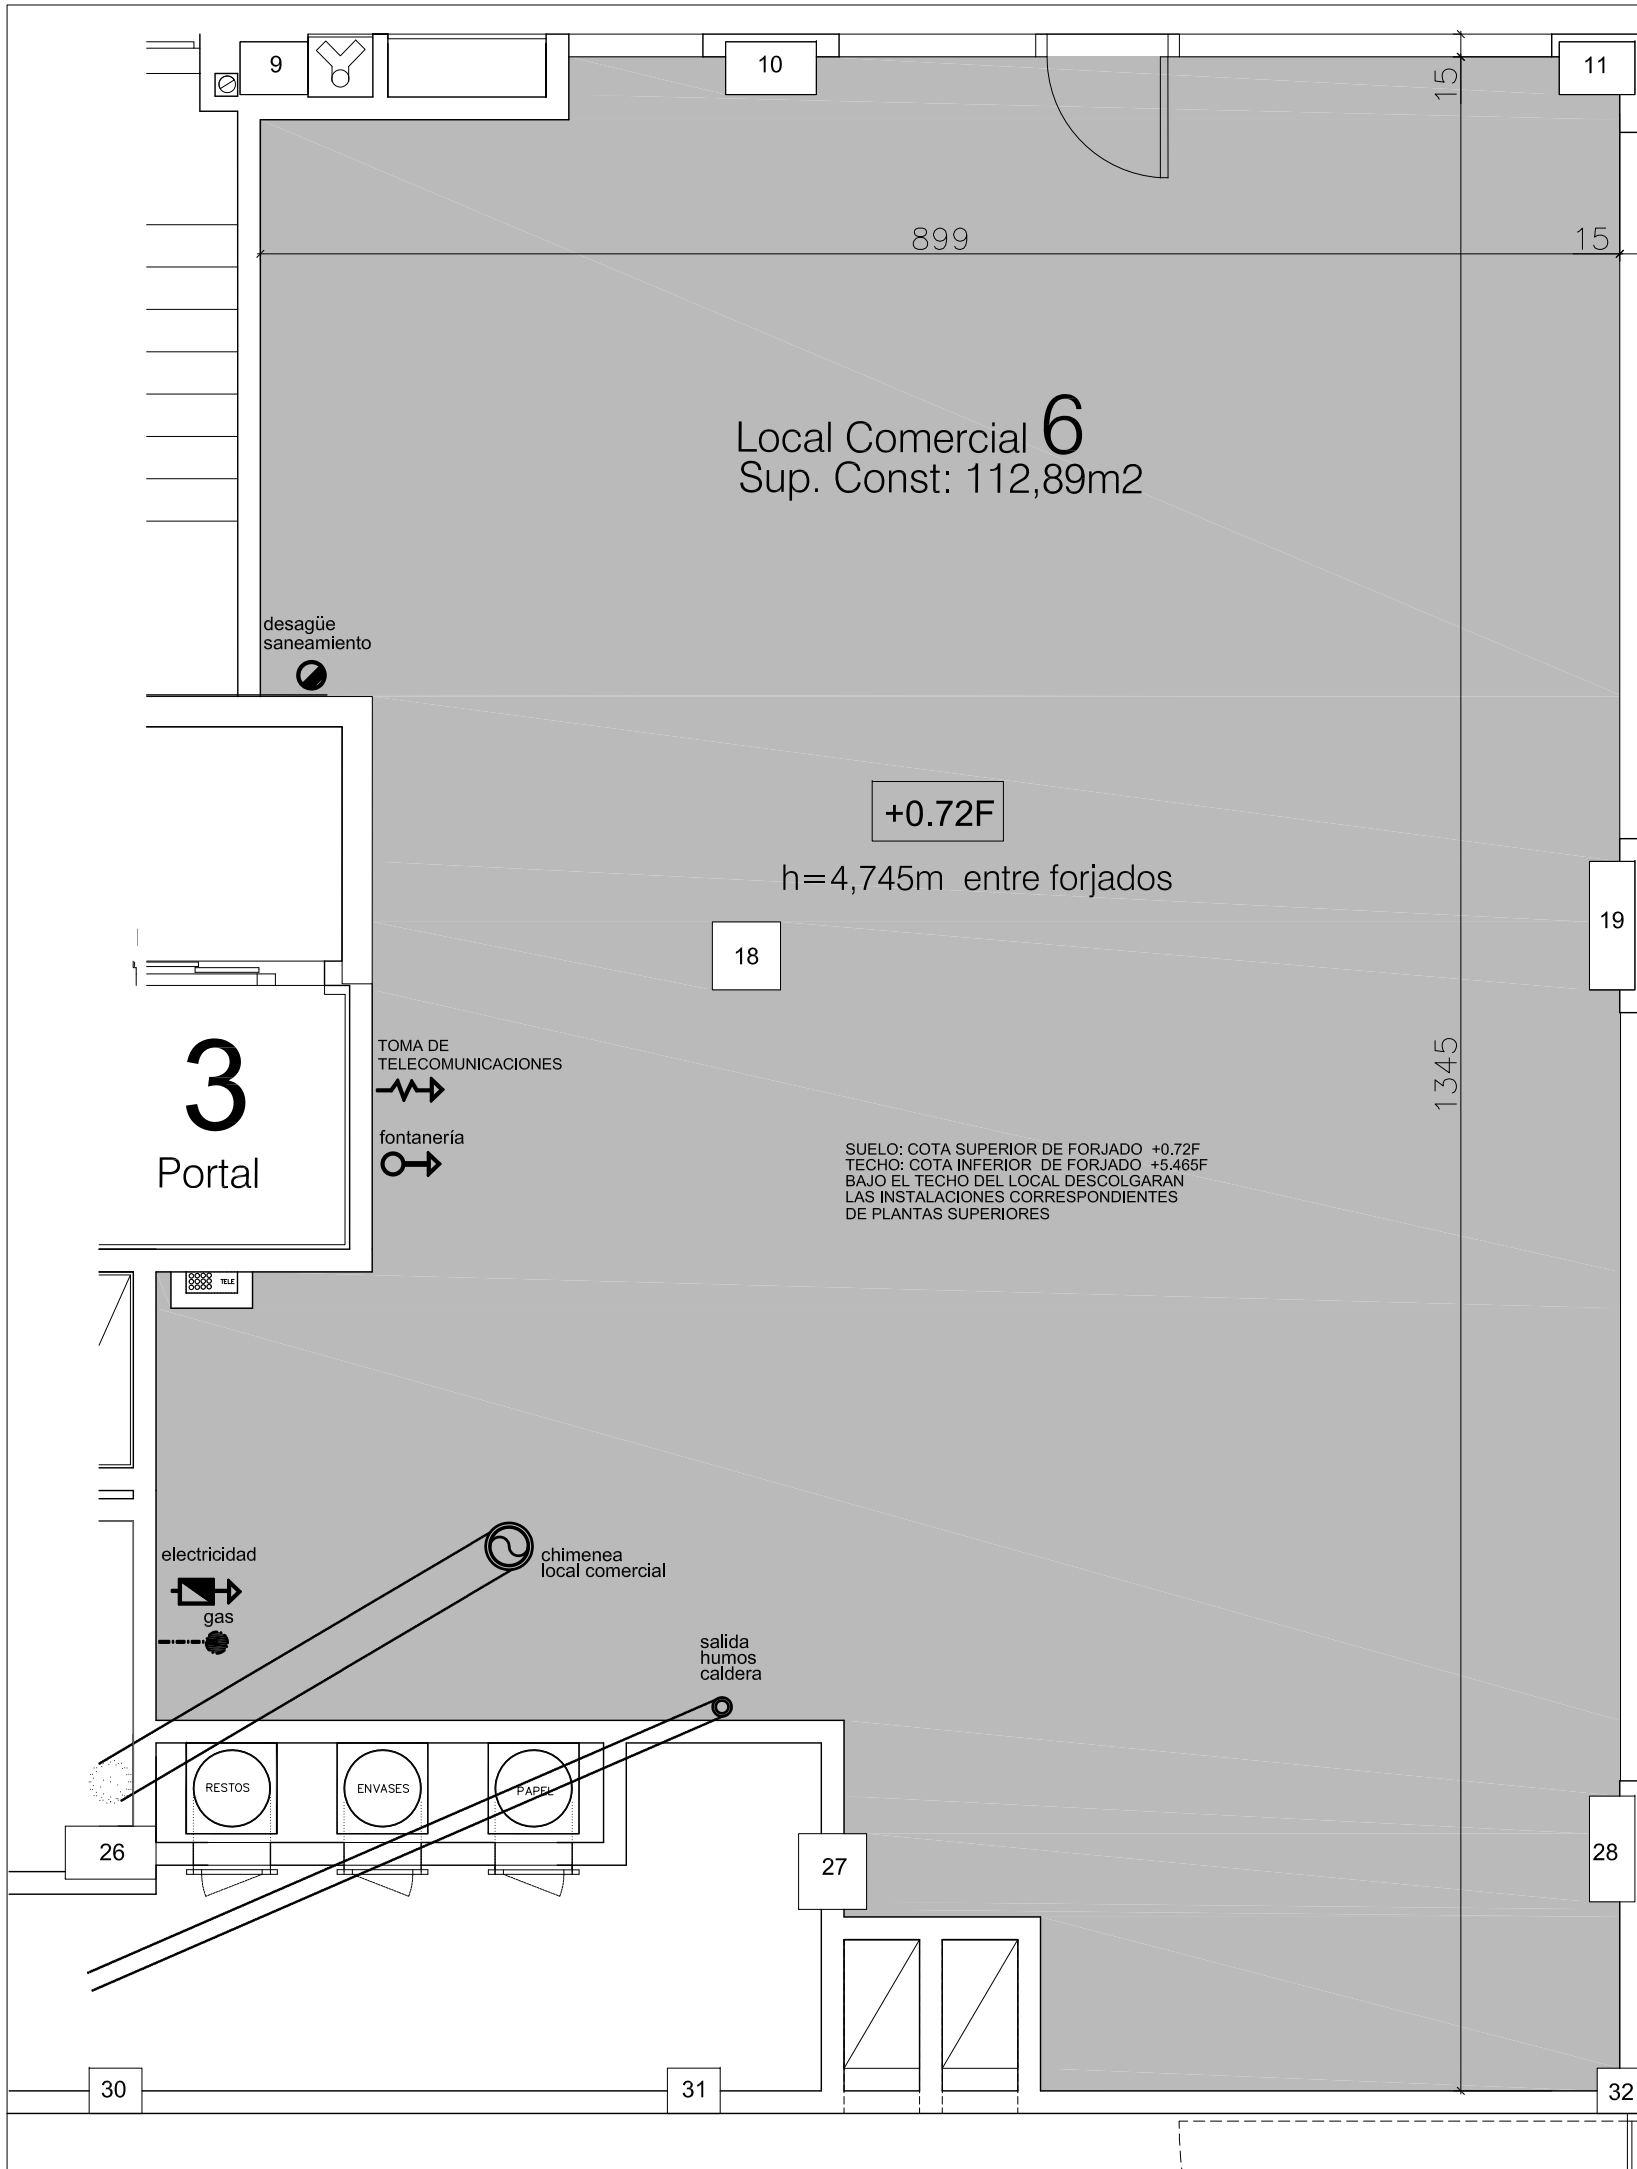 9
10
11
15
899
15
Local Comercial 6
Sup. Const: 112,89m2
desagüe
saneamiento
+0.72F
h=4,745m entre forjados
18
19
3
Portal
TOMA DE
TELECOMUNICACIONES
fontanería
1345
SUELO: COTA SUPERIOR DE FORJADO +0.72F
TECHO: COTA INFERIOR DE FORJADO +5.465F
BAJO EL TECHO DEL LOCAL DESCOLGARAN
LAS INSTALACIONES CORRESPONDIENTES
DE PLANTAS SUPERIORES
TELE
electricidad
gas
chimenea
local comercial
salida
humos
caldera
RESTOS
ENVASES
PAPEL
26
27
28
30
31
32